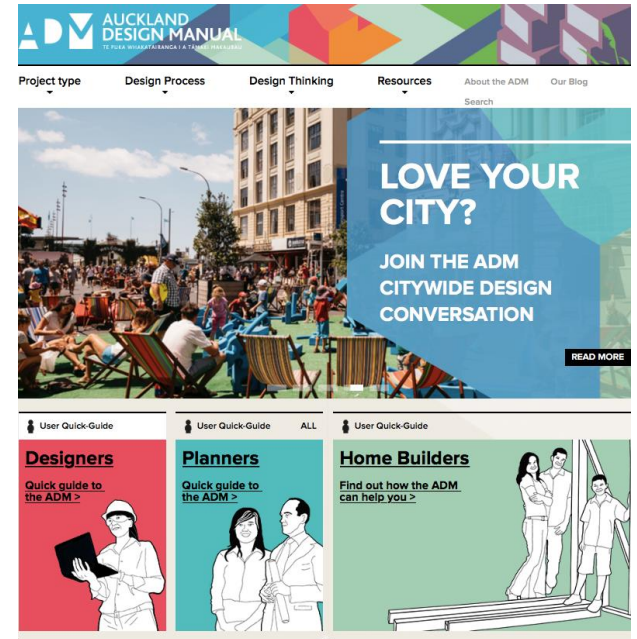 ADM
AUCKLAND
DESIGN MANUAL
TE PUKA WHAKATAIRANGA I A TĀMAKI MAKAURAU
Project type
Design Process
Design Thinking
Resources
About the ADM
Our Blog
Search
LOVE YOUR
CITY?
JOIN THE ADM
CITYWIDE DESIGN
CONVERSATION
READ MORE
User Quick-Guide
User Quick-Guide ALL
User Quick-Guide
Designers
Quick guide to
the ADM >
Planners
Quick guide to
the ADM >
Home Builders
Find out how the ADM
can help you >